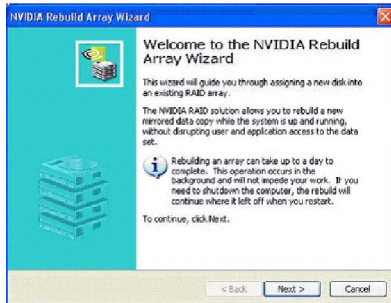 NVIDIA Rebuild Array Wizard
Welcome to the NVIDIA Rebuild
Array Wizard
This wizard will guide you through assigning a new disk into
an existing RAID array.
The NVIDIA RAID solution allows you to rebuild a new
mirrored data copy while the system is up and running,
without disrupting user and application access to the data
set.
Rebuilding an array can take up to a day to
complete. This operation occurs in the
background and will not impede your work. If you
need to shutdown the computer, the rebuild will
continue where it left off when you restart.
To continue, click Next.
< Back
Next >
Cancel